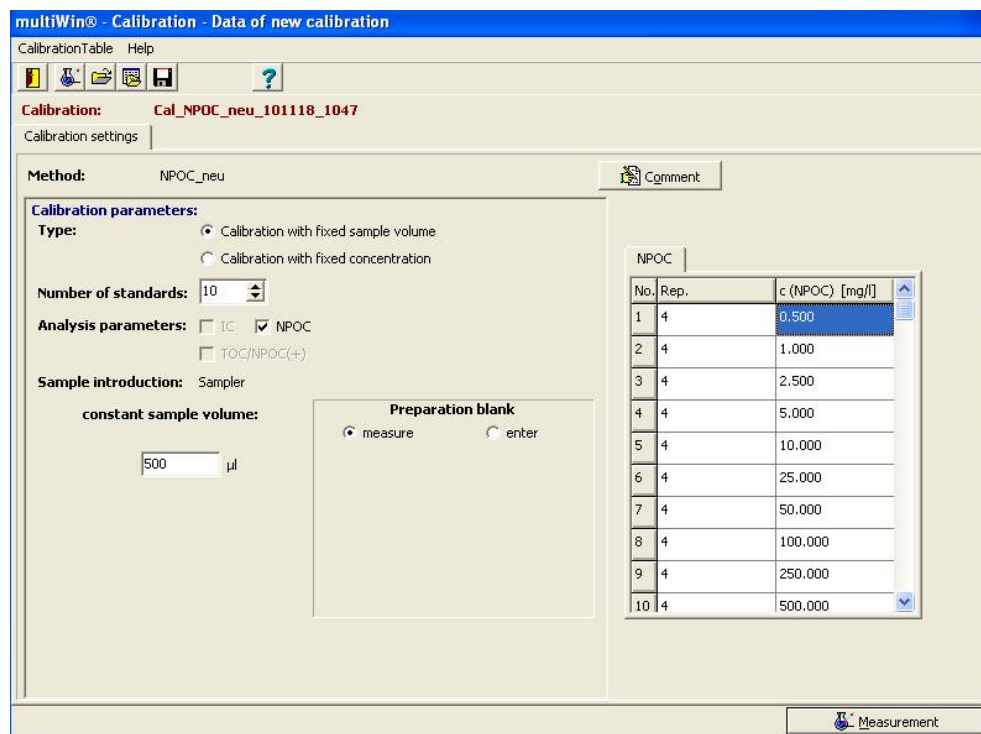 multiWin® - Calibration - Data of new calibration
CalibrationTable Help
?
Calibration: Cal_NPOC_neu_101118_1047
Calibration settings
Method: NPOC_neu
Comment
Calibration parameters:
Type: Calibration with fixed sample volume
Calibration with fixed concentration
Number of standards: 10
Analysis parameters: IC NPOC
TOC/NPOC(+)
Sample introduction: Sampler
constant sample volume:
500 µl
Preparation blank
measure enter
NPOC
No. Rep. c (NPOC) [mg/l]
1 4 0.500
2 4 1.000
3 4 2.500
4 4 5.000
5 4 10.000
6 4 25.000
7 4 50.000
8 4 100.000
9 4 250.000
10 4 500.000
Measurement